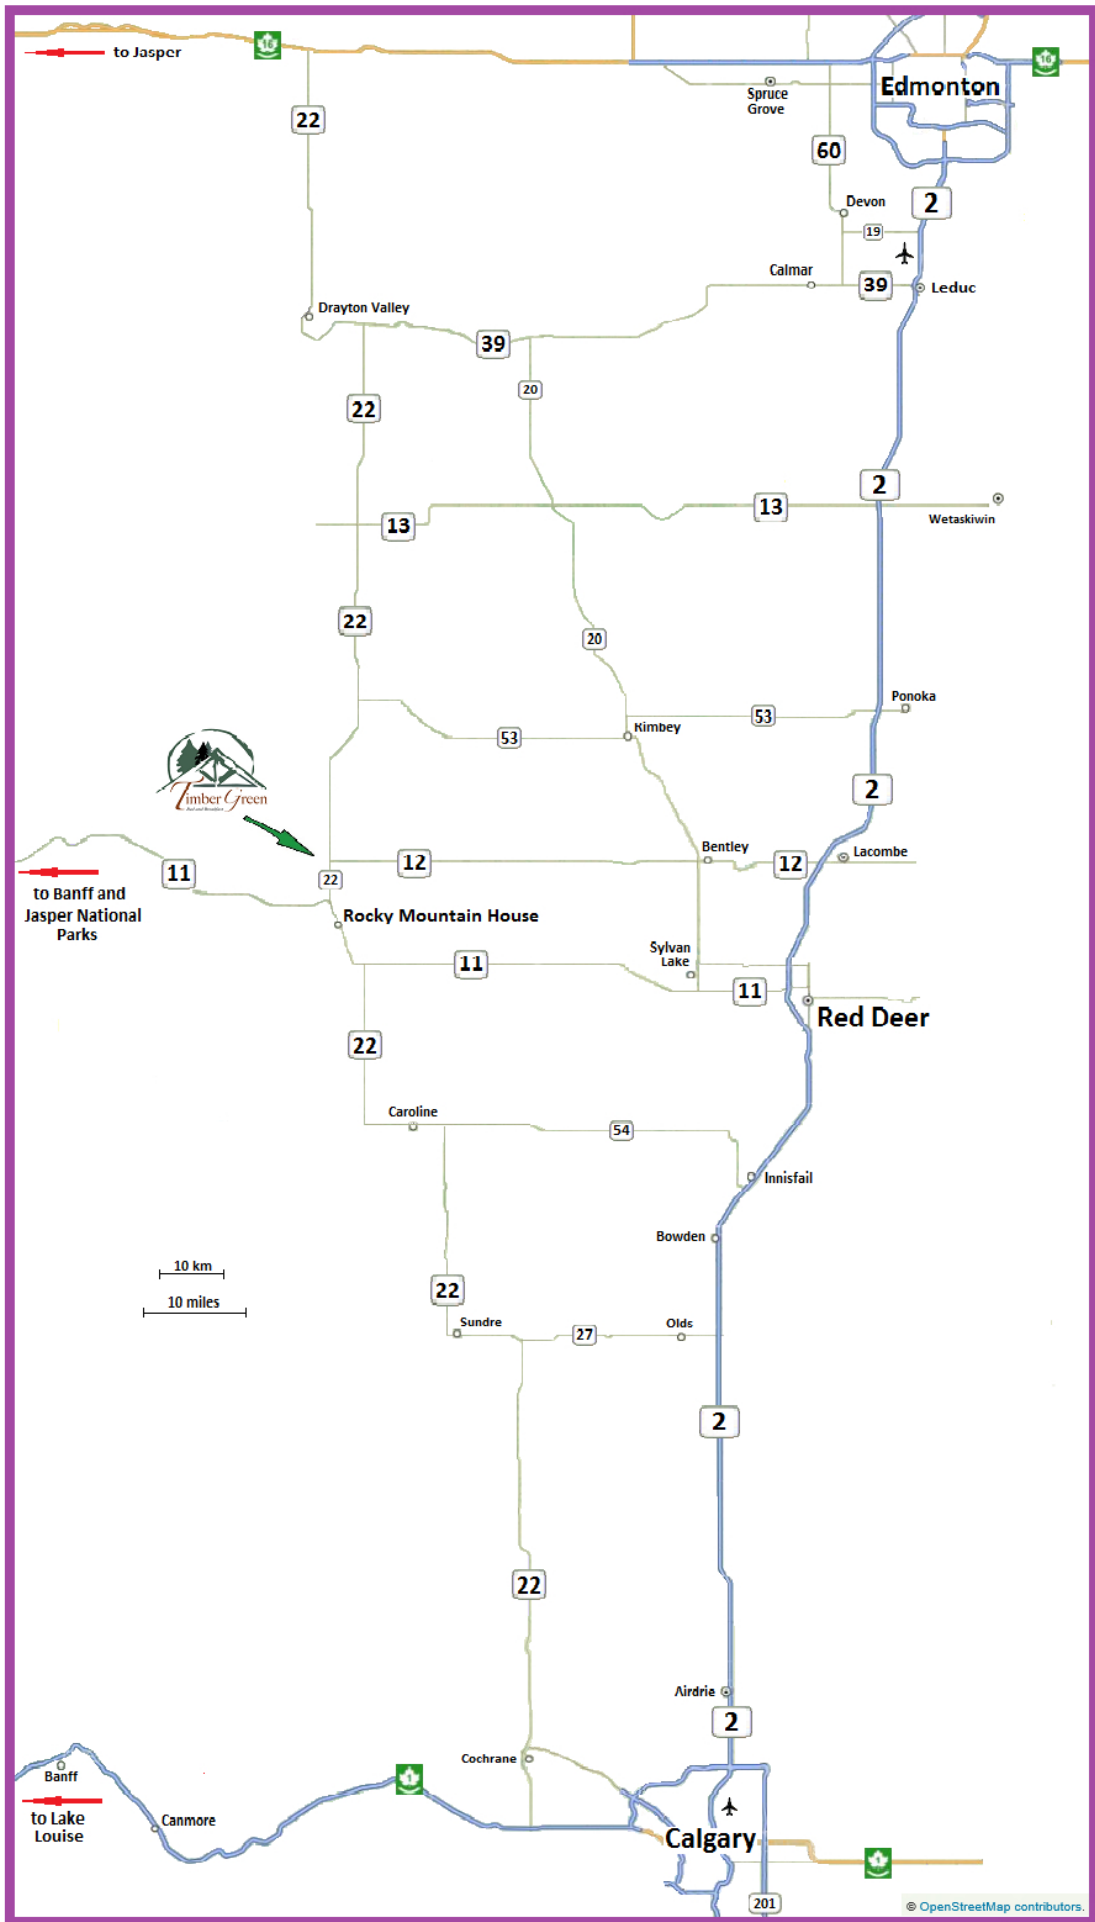 16
to Jasper
16
Edmonton
Spruce
Grove
22
60
Devon
2
19
Calmar
39
Leduc
Drayton Valley
39
20
22
2
13
13
Wetaskiwin
22
20
Ponoka
53
Rimbey
53
Timber Green
2
Bentley
Lacombe
12
12
11
22
to Banff and
Jasper National
Parks
Rocky Mountain House
Sylvan
Lake
11
11
Red Deer
22
Caroline
54
Innisfail
Bowden
10 km
22
10 miles
Sundre
Olds
27
2
22
Airdrie
2
Cochrane
Banff
1
to Lake
Louise
Canmore
Calgary
1
201
© OpenStreetMap contributors.